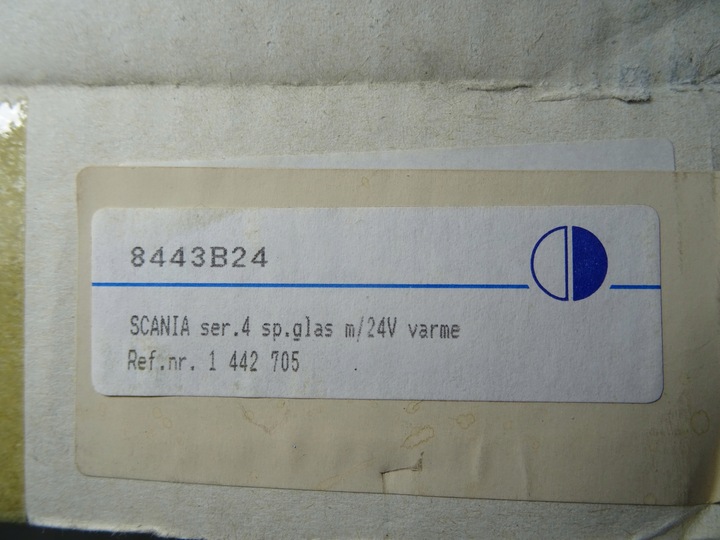 8443B24
SCANIA ser.4 sp.glas m/24V varme
Ref.nr. 1 442 705